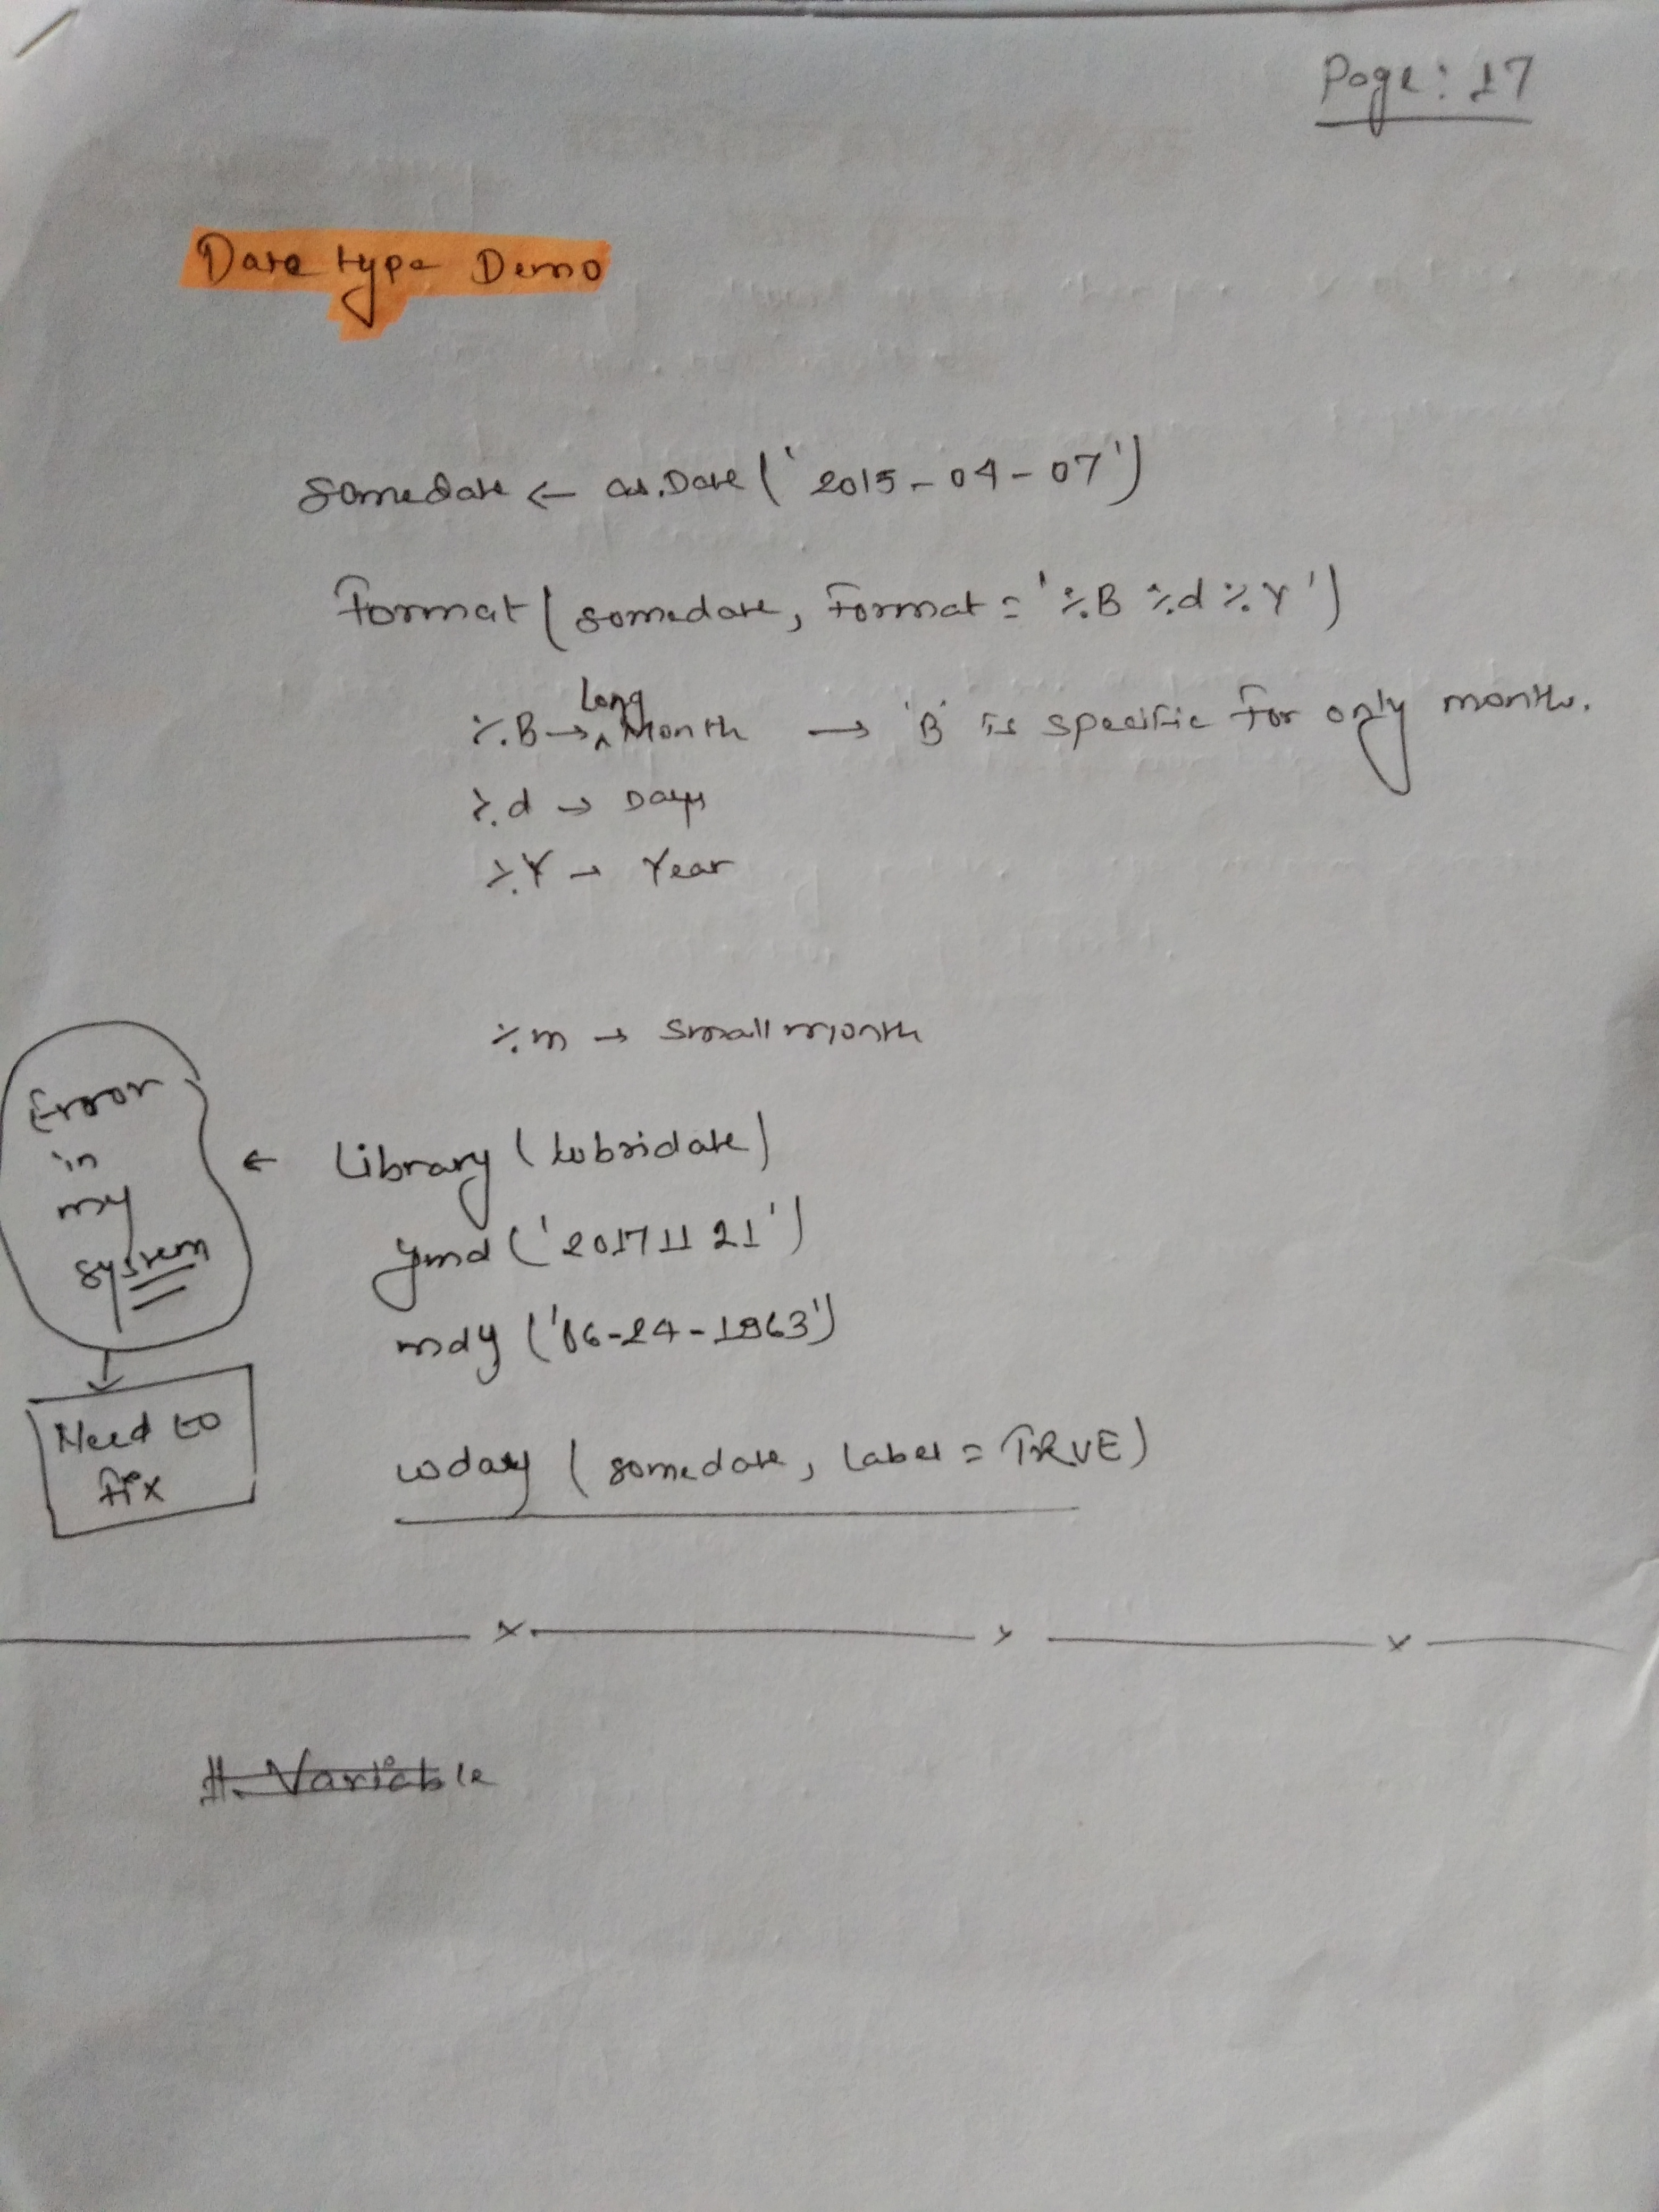 Page: 17
Date type Demo
somedate <- as.Date('2015-04-07')
Format(somedate, Format = '%B %d %Y')
%B → Long Month → 'B' is specific for only month.
%d → Days
%Y → Year
%m → small month
Error
in
my
system
Need to
fix
← Library (lubridate)
ymd ('20171121')
mdy ('06-24-1963')
wday (somedate, Label = TRUE)
x x x
#. Variable